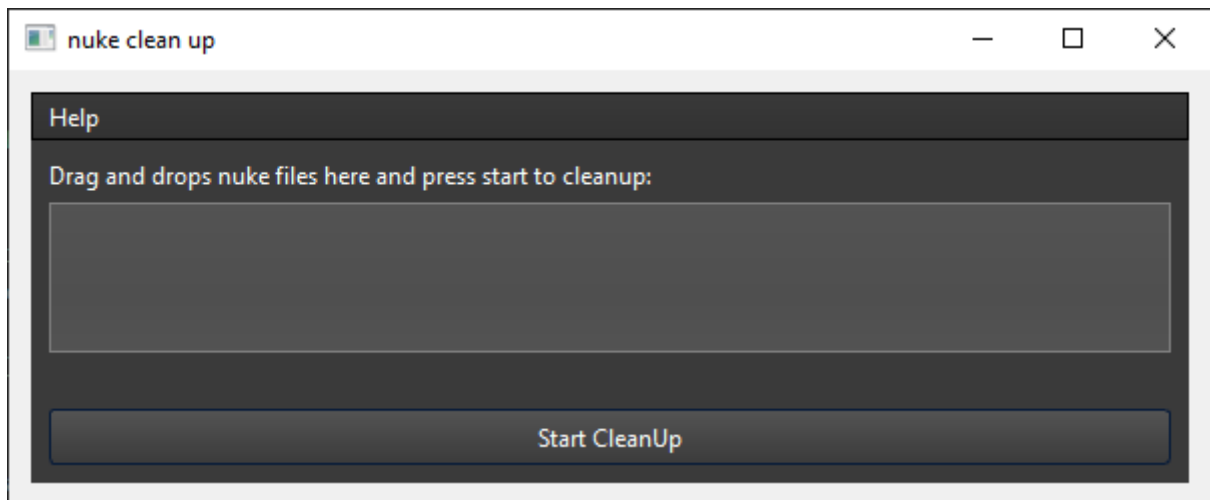 nuke clean up
Help
Drag and drops nuke files here and press start to cleanup:
Start CleanUp